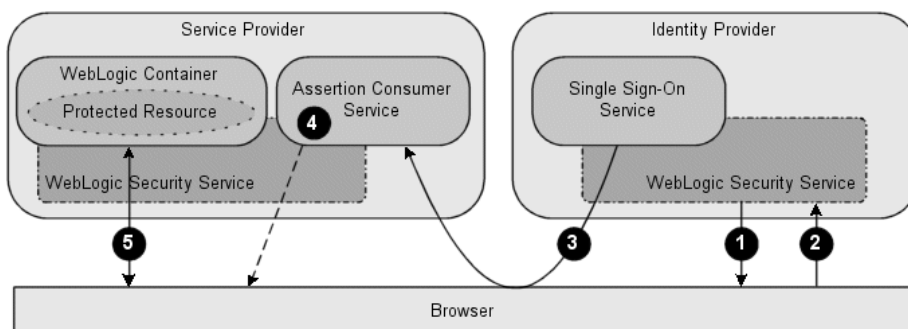 Service Provider
WebLogic Container
Protected Resource
Assertion Consumer
Service
4
WebLogic Security Service
5
Identity Provider
Single Sign-On
Service
WebLogic Security Service
3
1
2
Browser